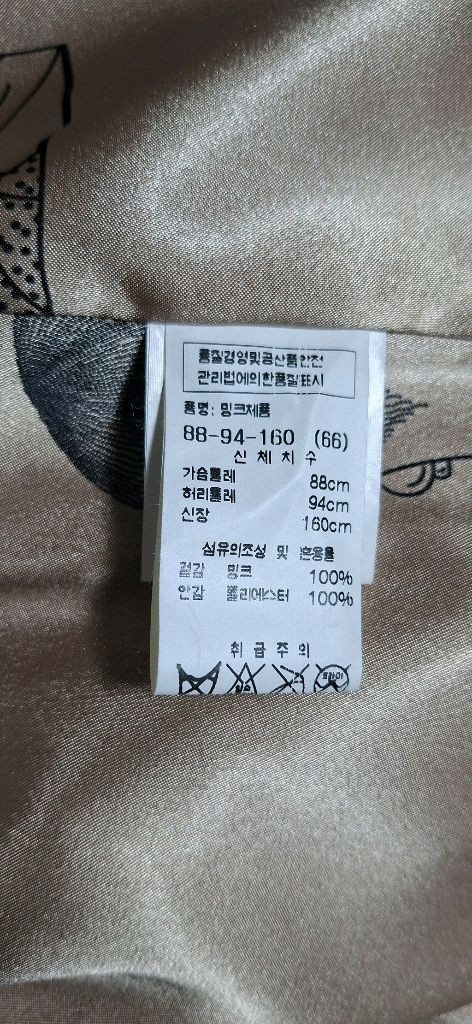 품질경영및공산품안전
관리법에의한품질표시
품명: 밍크제품
88-94-160 (66)
신 체 치 수
가슴둘레 88cm
허리둘레 94cm
신장 160cm
섬유의조성 및 혼용율
겉감 밍크 100%
안감 폴리에스터 100%
취 급 주 의
드라이